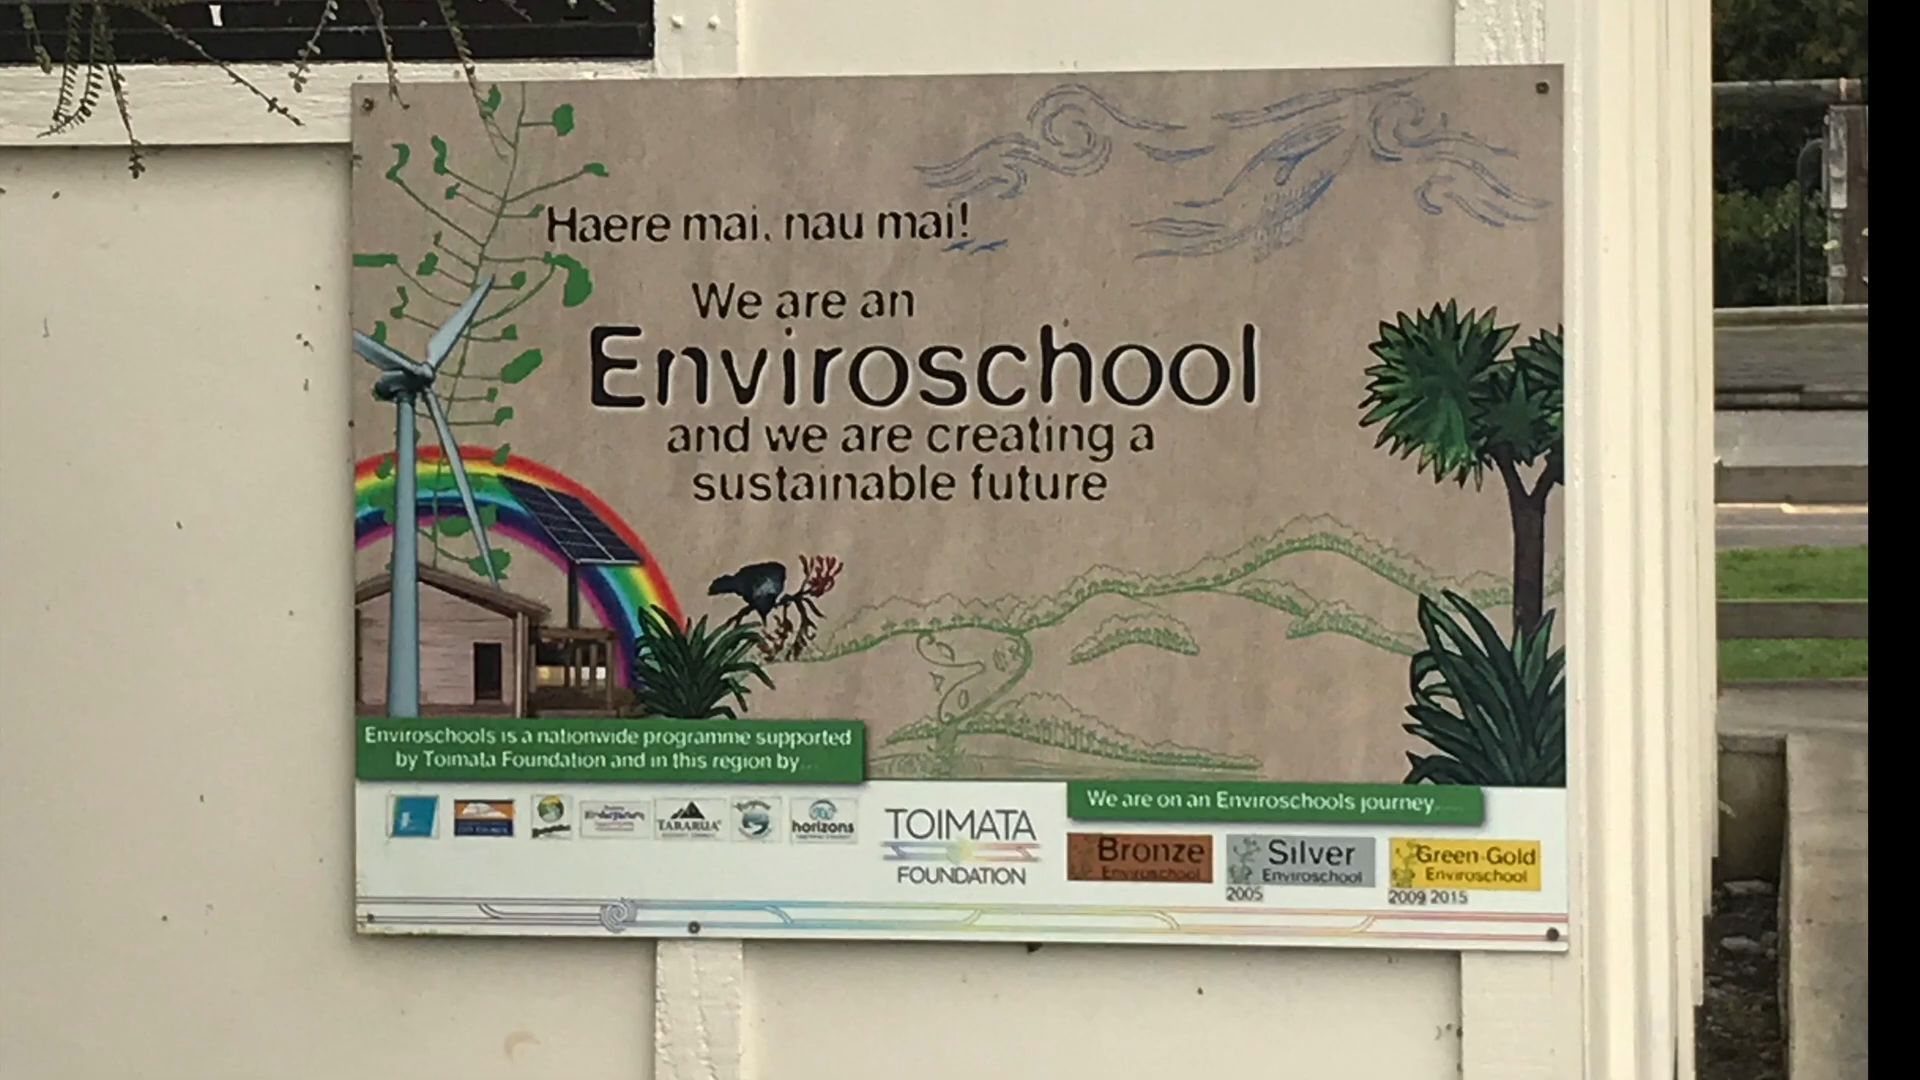 Haere mai, nau mai!
We are an
Enviroschool
and we are creating a
sustainable future
Enviroschools is a nationwide programme supported
by Toimata Foundation and in this region by...
TARARUA
horizons
TOIMATA
FOUNDATION
We are on an Enviroschools journey.....
Bronze
Enviroschool
Silver
Enviroschool
2005
Green-Gold
Enviroschool
2009 2015